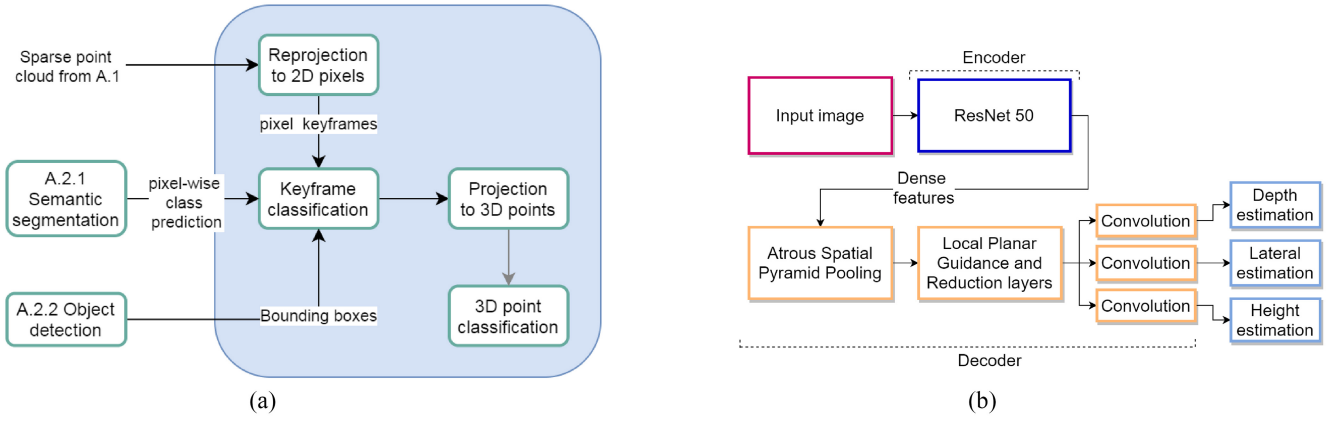 Sparse point
cloud from A.1
Reprojection
to 2D pixels
pixel keyframes
A.2.1
Semantic
segmentation
pixel-wise
class
prediction
Keyframe
classification
Projection
to 3D points
A.2.2 Object
detection
Bounding boxes
3D point
classification
(a)
Encoder
Input image
ResNet 50
Dense
features
Atrous Spatial
Pyramid Pooling
Local Planar
Guidance and
Reduction layers
Convolution
Convolution
Convolution
Depth
estimation
Lateral
estimation
Height
estimation
Decoder
(b)